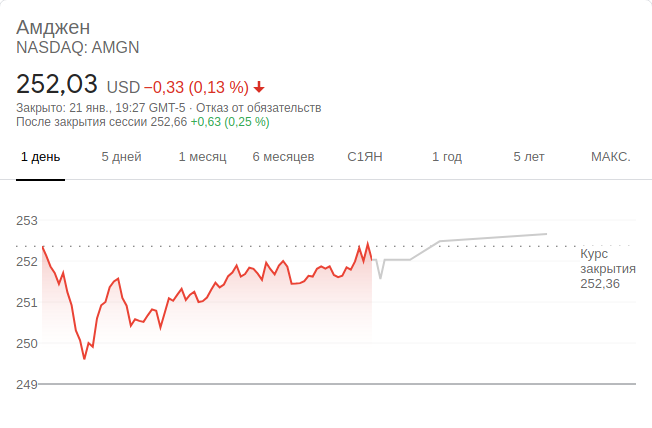 Амджен
NASDAQ: AMGN
252,03 USD −0,33 (0,13 %)
Закрыто: 21 янв., 19:27 GMT-5 · Отказ от обязательств
После закрытия сессии 252,66 +0,63 (0,25 %)
1 день 5 дней 1 месяц 6 месяцев С1ЯН 1 год 5 лет МАКС.
253
Курс
закрытия
252,36
252
251
250
249